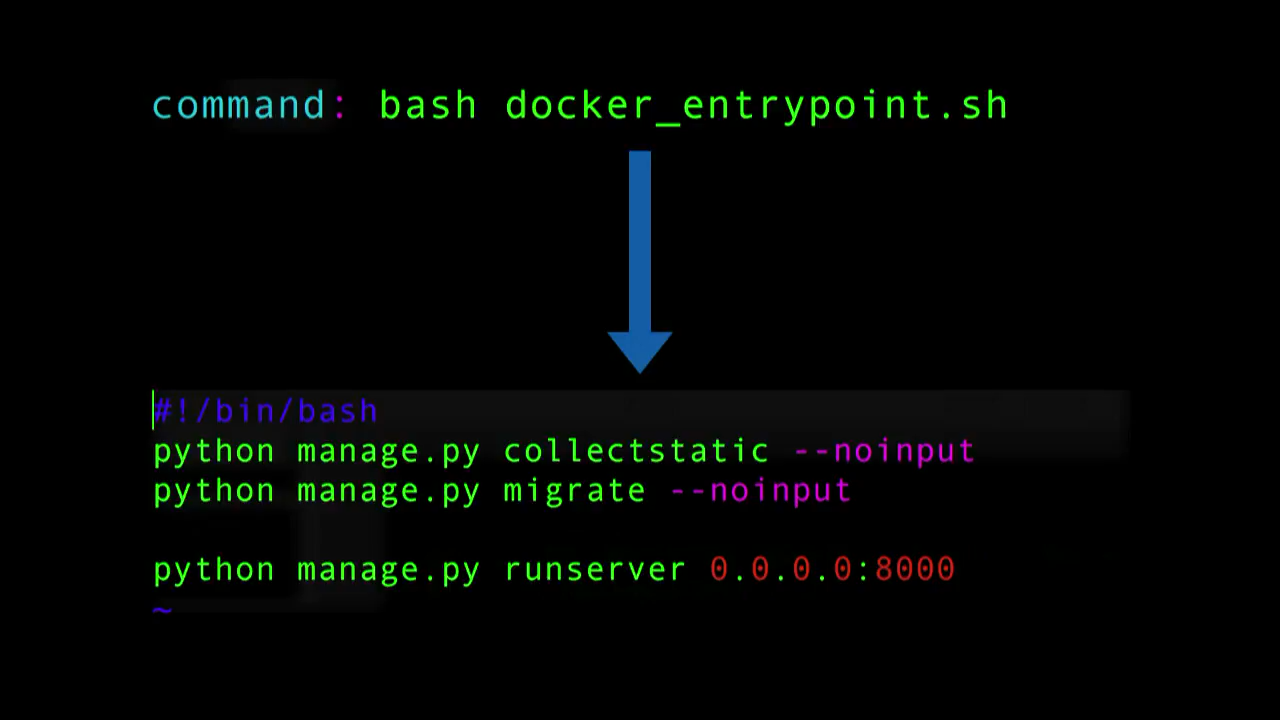 command: bash docker_entrypoint.sh
#!/bin/bash
python manage.py collectstatic --noinput
python manage.py migrate --noinput
python manage.py runserver 0.0.0.0:8000
~